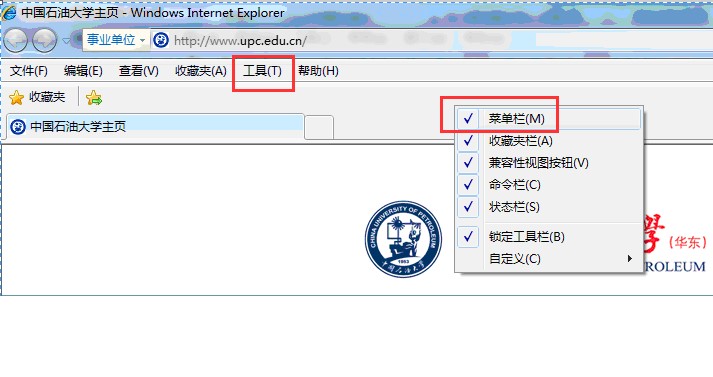 中国石油大学主页 - Windows Internet Explorer
事业单位 http://www.upc.edu.cn/
文件(F) 编辑(E) 查看(V) 收藏夹(A) 工具(T) 帮助(H)
收藏夹
中国石油大学主页
菜单栏(M)
收藏夹栏(A)
兼容性视图按钮(V)
命令栏(C)
状态栏(S)
锁定工具栏(B)
自定义(C)
CHINA UNIVERSITY OF PETROLEUM
1953
中国石油大学
学(华东)
ROLEUM